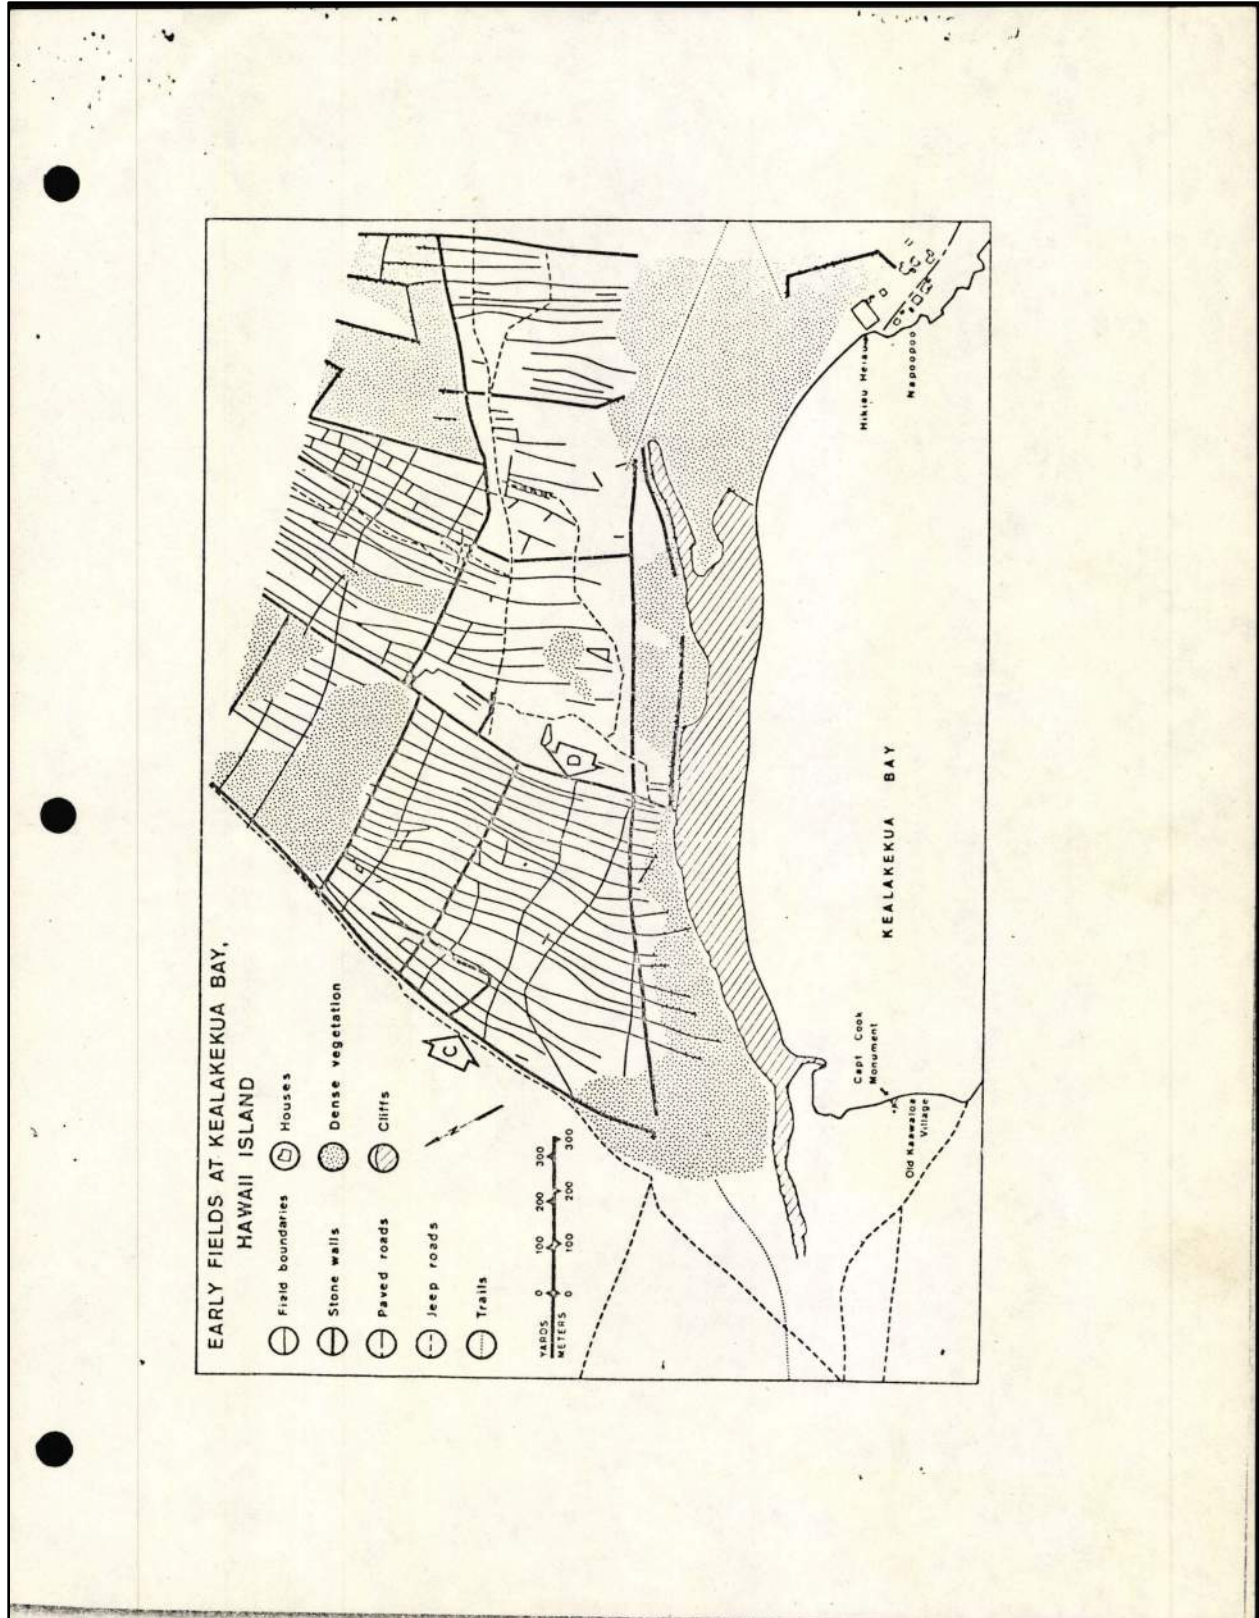 EARLY FIELDS AT KEALAKEKUA BAY,
HAWAII ISLAND
Field boundaries
Houses
Stone walls
Dense vegetation
Paved roads
Cliffs
Jeep roads
Trails
N
YARDS 0 100 200 300
METERS 0 100 200 300
C
D
Capt Cook
Monument
Old Kaawaloa
Village
KEALAKEKUA BAY
Hikiau Heiau
Napoopoo